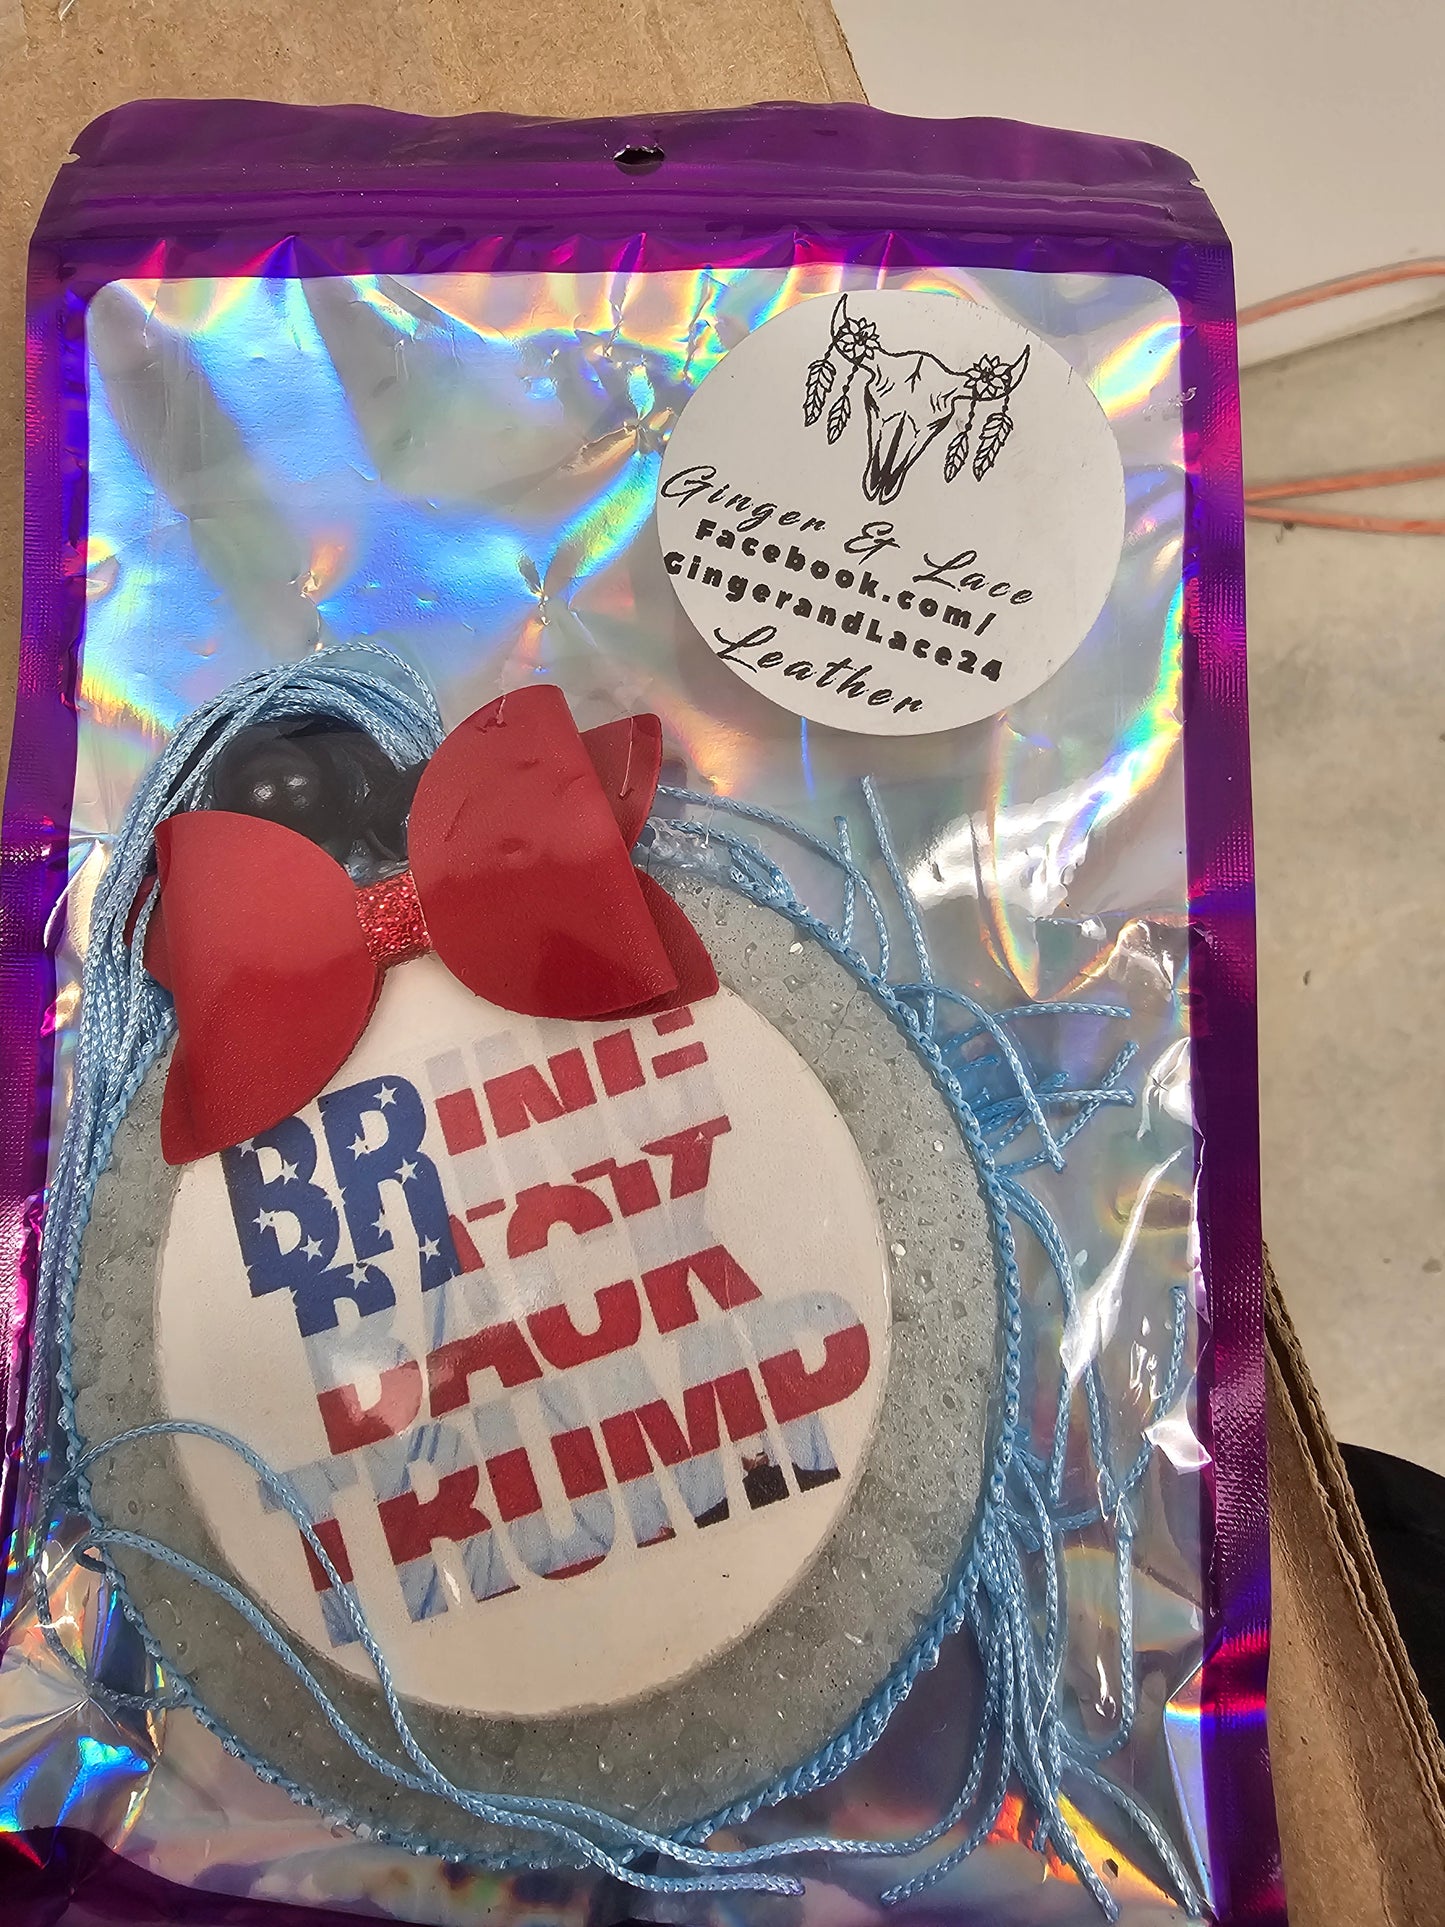 Ginger & Lace
Facebook.com/
GingerandLace24
Leather
BRING
BACK
TRUMP